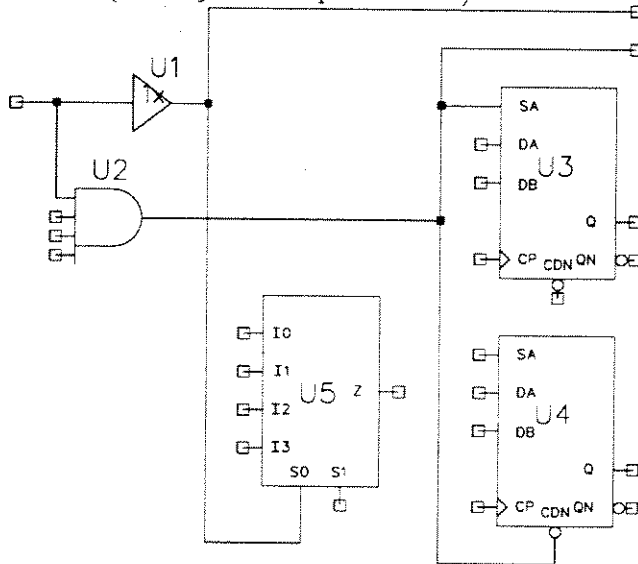 U1
1x
SA
DA
U3
U2
DB
Q
CP
CDN
QN
I0
SA
I1
DA
U5
Z
U4
I2
DB
I3
Q
S0
S1
CP
CDN
QN